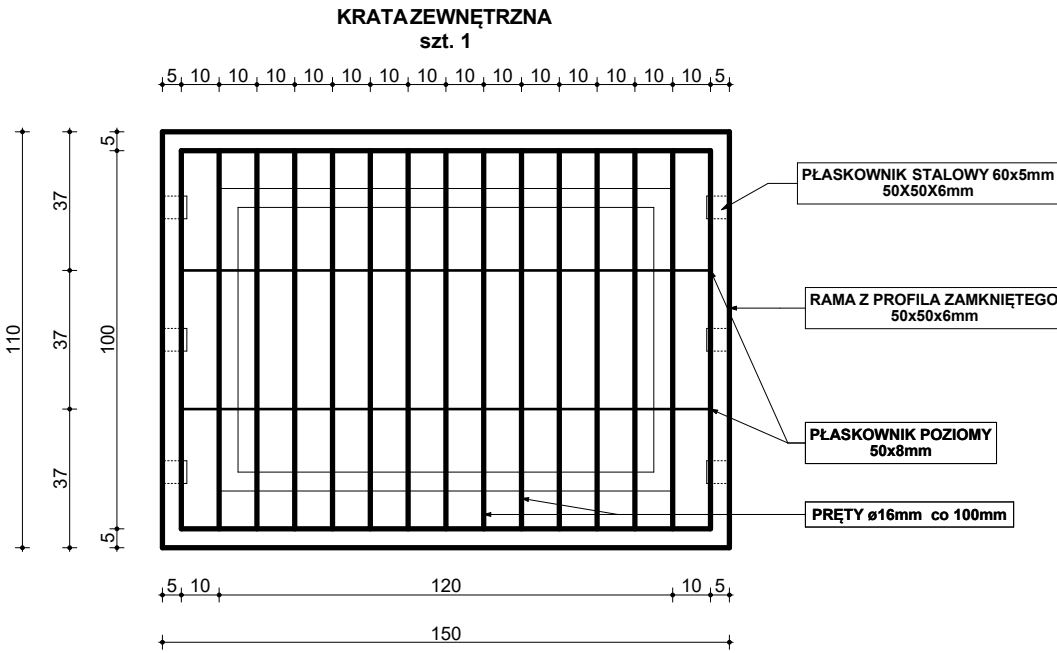 KRATA ZEWNĘTRZNA
szt. 1
5 10 10 10 10 10 10 10 10 10 10 10 10 10 10 5
5
37
PŁASKOWNIK STALOWY 60x5mm
50X50X6mm
RAMA Z PROFILA ZAMKNIĘTEGO
50x50x6mm
110
37
100
PŁASKOWNIK POZIOMY
50x8mm
37
PRĘTY ø16mm co 100mm
5
5 10 120 10 5
150